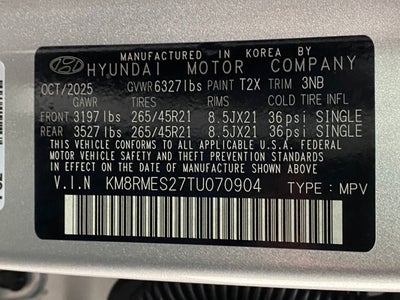 MANUFACTURED IN KOREA BY
HYUNDAI MOTOR COMPANY
OCT/2025 GVWR 6327lbs PAINT T2X TRIM 3NB
GAWR TIRES RIMS COLD TIRE INFL
FRONT 3197lbs 265/45R21 8.5JX21 36psi SINGLE
REAR 3527lbs 265/45R21 8.5JX21 36psi SINGLE
THIS VEHICLE CONFORMS TO ALL APPLICABLE U.S.A. FEDERAL
MOTOR VEHICLE SAFETY AND THEFT PREVENTION STANDARDS
IN EFFECT ON THE DATE OF MANUFACTURE SHOWN ABOVE.
V.I.N KM8RMES27TU070904 TYPE : MPV